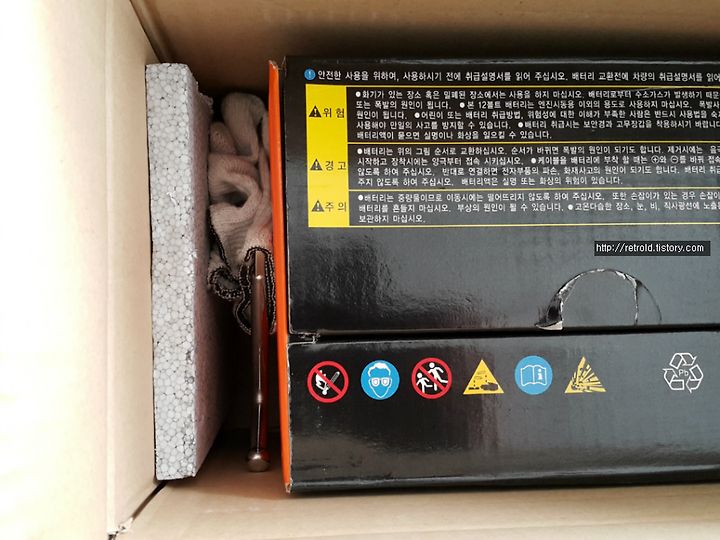 안전한 사용을 위하여, 사용하시기 전에 취급설명서를 읽어 주십시오. 배터리 교환전에 차량의 취급설명서를 읽어
위험
●화기가 있는 장소 혹은 밀폐된 장소에서는 사용을 하지 마십시오. 배터리로부터 수소가스가 발생하기 때문
또는 폭발의 원인이 됩니다. ●본 12볼트 배터리는 엔진시동용 이외의 용도로 사용하지 마십시오. 폭발사
원인이 됩니다. ●어린이 또는 배터리 취급방법, 위험성에 대한 이해가 부족한 사람은 반드시 사용법을 숙지
사용해야 만일의 사고를 방지할 수 있습니다. ●배터리 취급시는 보안경과 고무장갑을 착용하시기 바랍니다
배터리액이 묻으면 실명이나 화상을 일으킬 수 있습니다.
경고
●배터리는 위의 그림 순서로 교환하십시오. 순서가 바뀌면 폭발의 원인이 되기도 합니다. 제거시에는 음극
시작하고 장착시에는 양극부터 접속 시키십시오. ●케이블을 배터리에 부착 할 때는 ⊕와 ⊖를 바꿔 접속
않도록 하여 주십시오. 반대로 연결하면 전자부품의 파손, 화재사고의 원인이 되기도 합니다. 배터리 취급
주지 않도록 하여 주십시오. 배터리액은 실명 또는 화상의 위험이 있습니다.
주의
●배터리는 중량물이므로 이동시에는 떨어뜨리지 않도록 하여 주십시오. 또한 손잡이가 있는 경우 손잡이
배터리를 흔들지 마십시오. 부상의 원인이 될 수 있습니다. ●고온다습한 장소, 눈, 비, 직사광선에 노출
보관하지 마십시오.
http://retrold.tistory.com
Pb